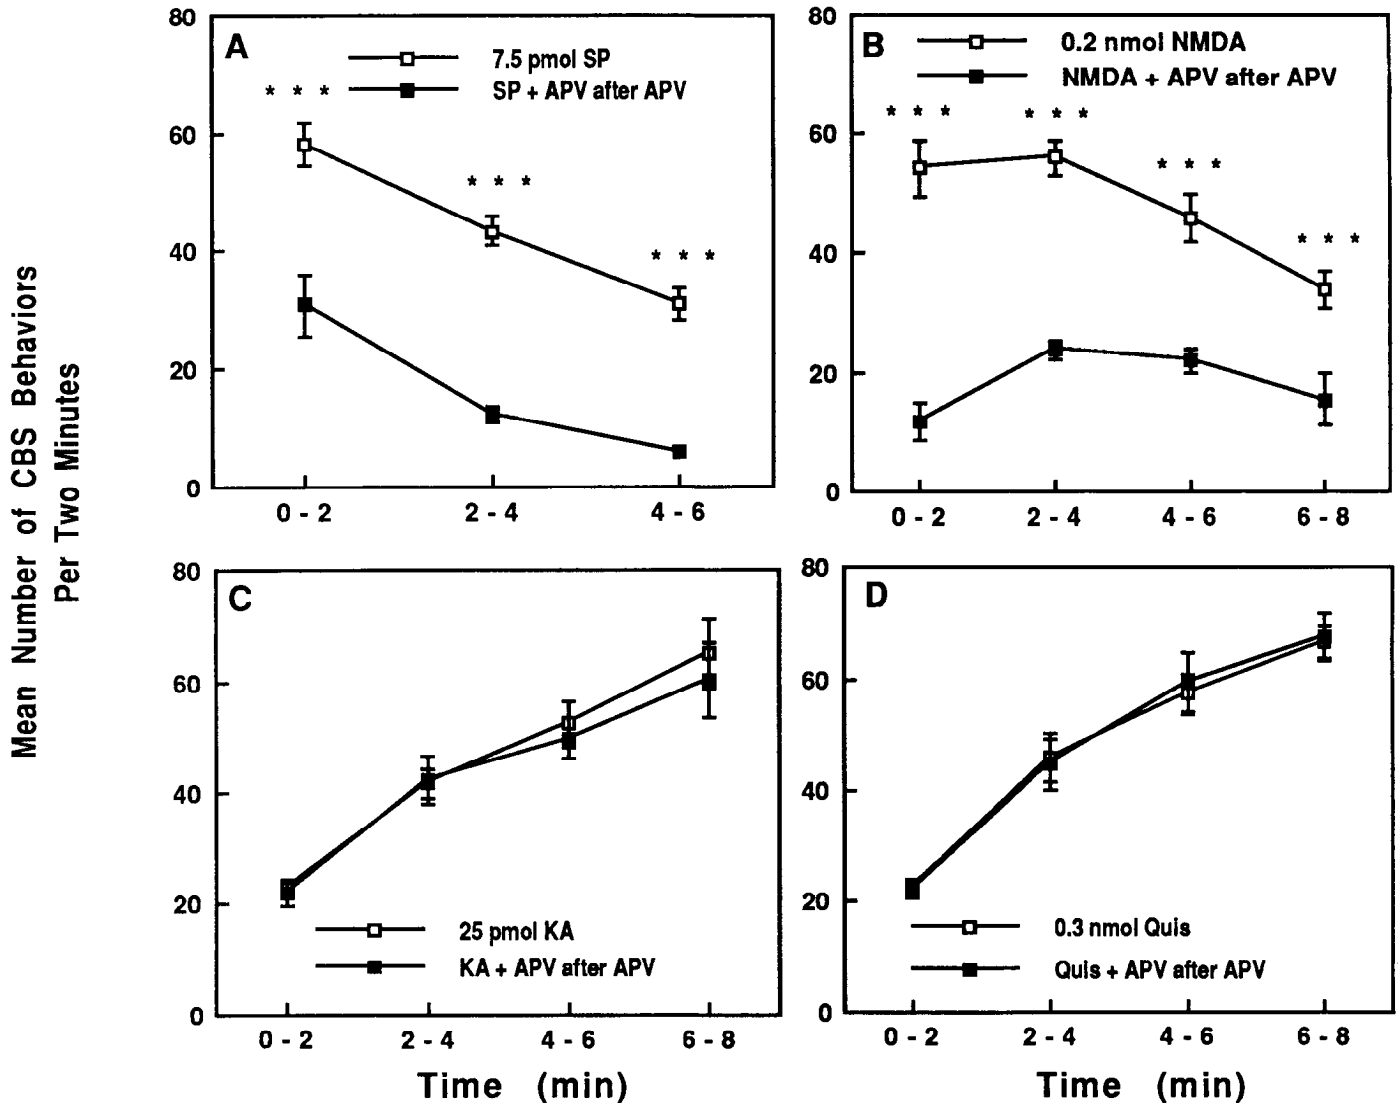 Mean Number of CBS Behaviors
Per Two Minutes
A
7.5 pmol SP
SP + APV after APV
* * *
* * *
* * *
80
60
40
20
0
0 - 2
2 - 4
4 - 6
B
0.2 nmol NMDA
NMDA + APV after APV
* * *
* * *
* * *
* * *
80
60
40
20
0
0 - 2
2 - 4
4 - 6
6 - 8
C
80
60
40
20
0
25 pmol KA
KA + APV after APV
0 - 2
2 - 4
4 - 6
6 - 8
Time (min)
D
80
60
40
20
0
0.3 nmol Quis
Quis + APV after APV
0 - 2
2 - 4
4 - 6
6 - 8
Time (min)